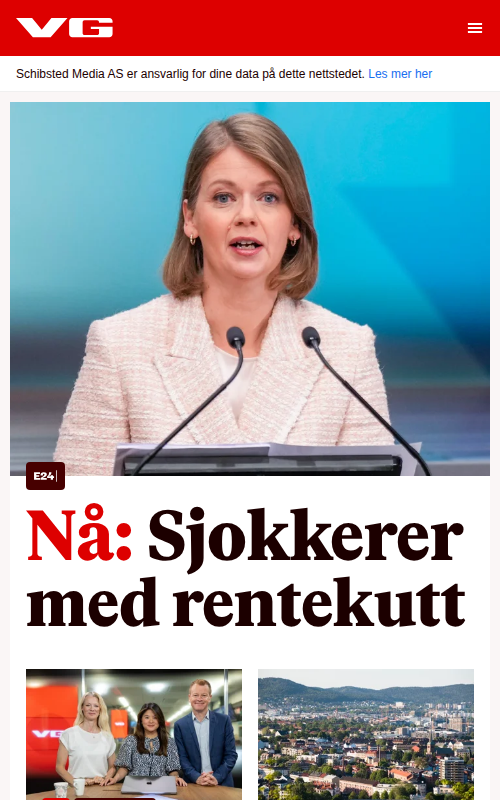 VG
Schibsted Media AS er ansvarlig for dine data på dette nettstedet. Les mer her
E24
Nå: Sjokkerer
med rentekutt
VG